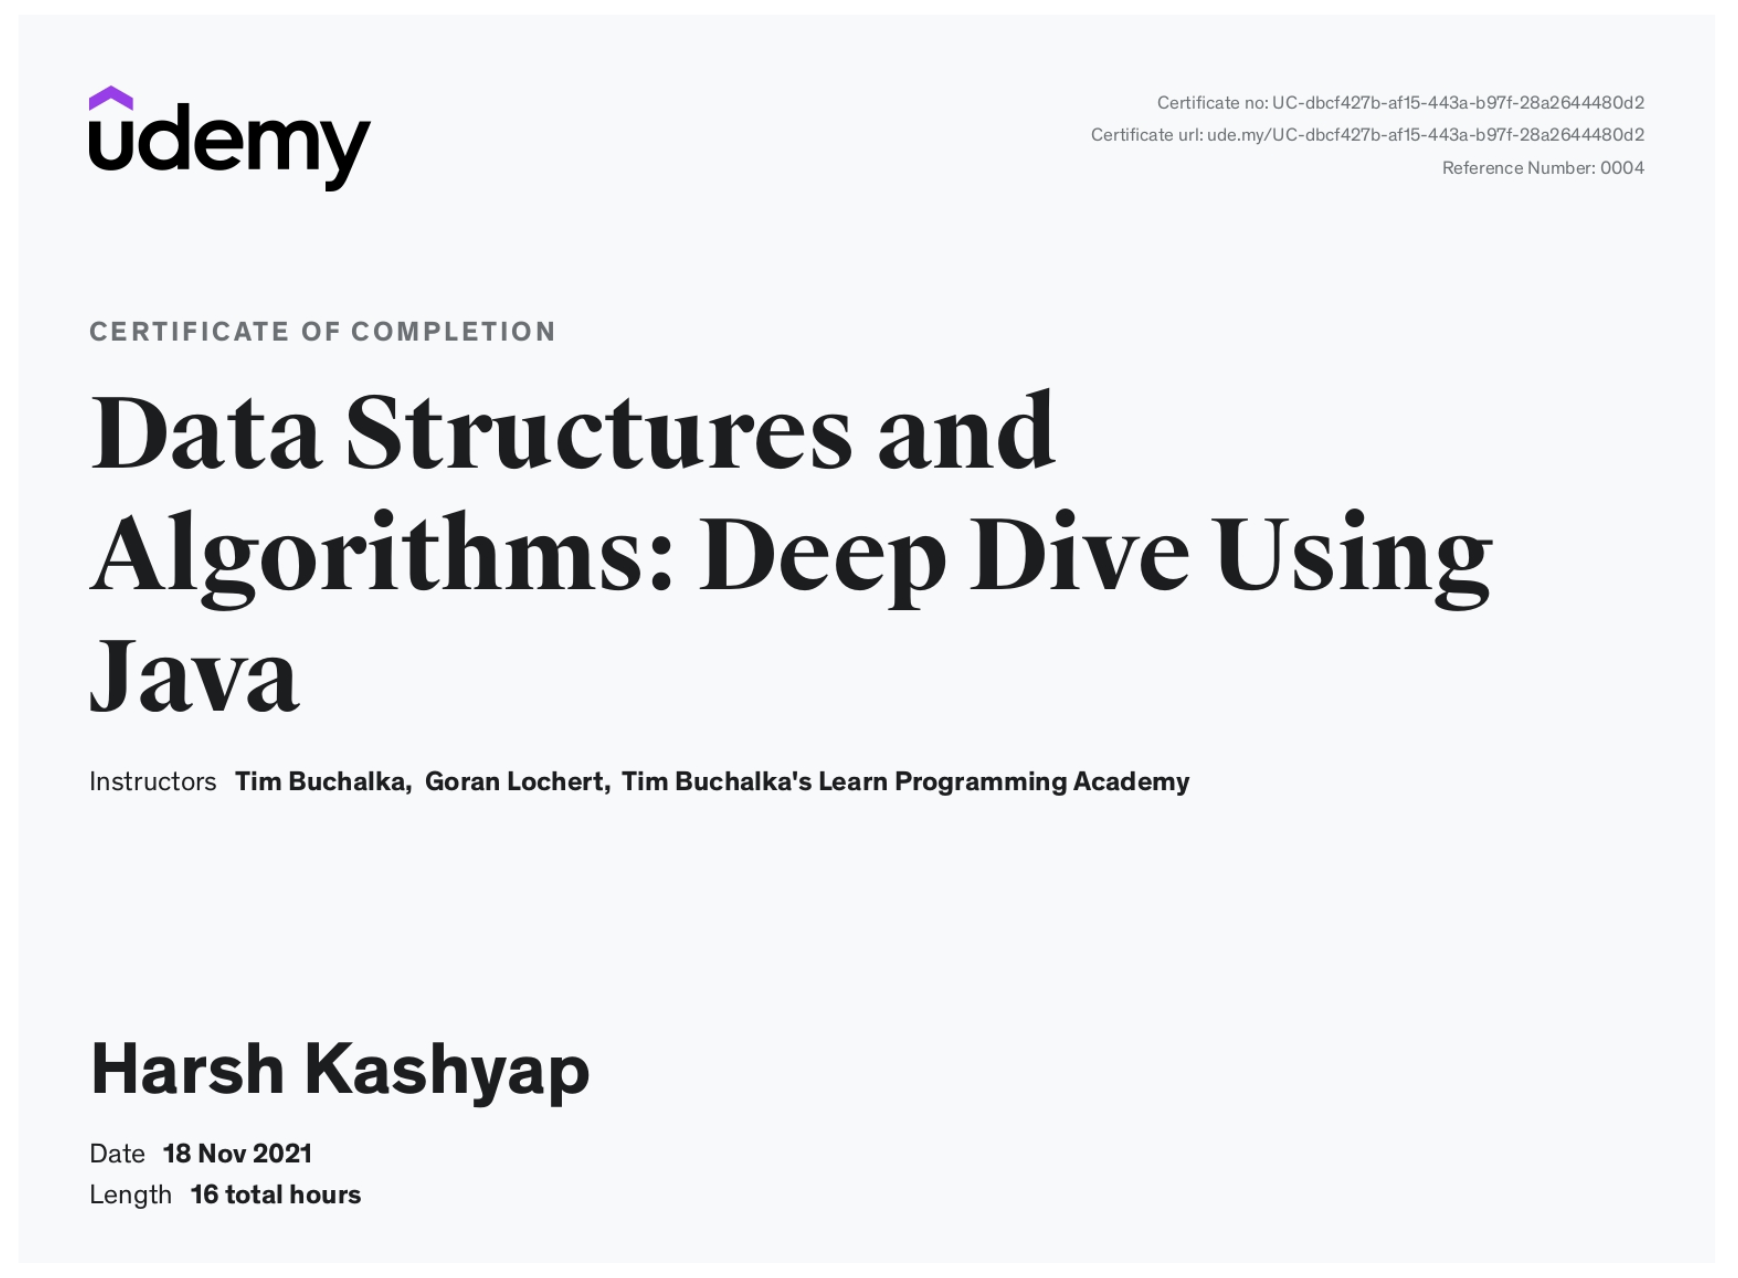 udemy
Certificate no: UC-dbcf427b-af15-443a-b97f-28a2644480d2
Certificate url: ude.my/UC-dbcf427b-af15-443a-b97f-28a2644480d2
Reference Number: 0004
CERTIFICATE OF COMPLETION
Data Structures and
Algorithms: Deep Dive Using
Java
Instructors Tim Buchalka, Goran Lochert, Tim Buchalka's Learn Programming Academy
Harsh Kashyap
Date 18 Nov 2021
Length 16 total hours